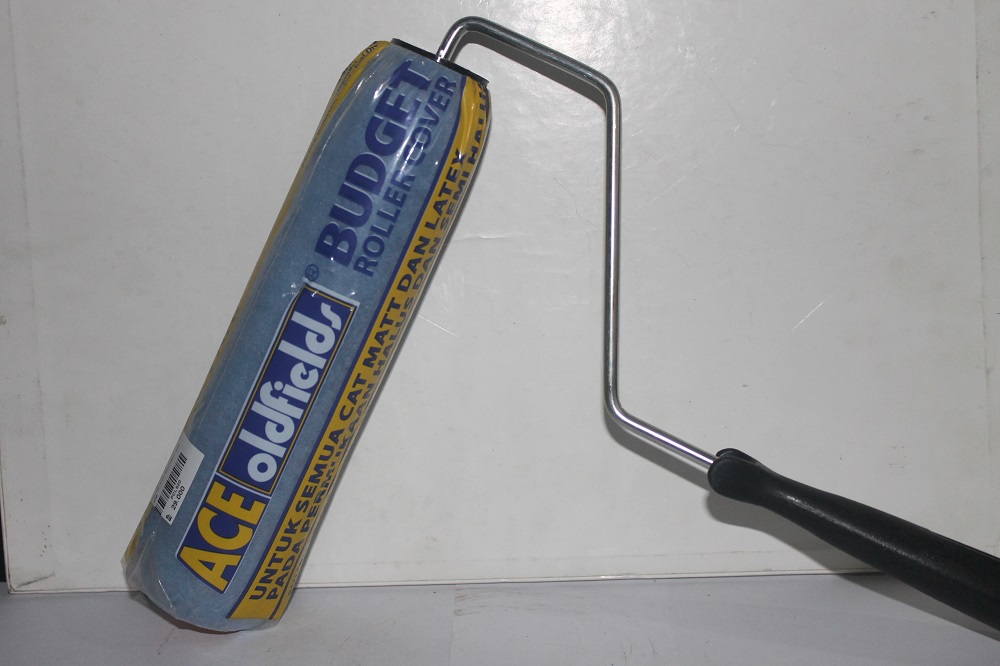 BUDGET
ROLLER COVER
ACE oldfields®
UNTUK SEMUA CAT MATT DAN LATEX
PADA PERMUKAAN HALUS DAN SEMI HALUS
29.000